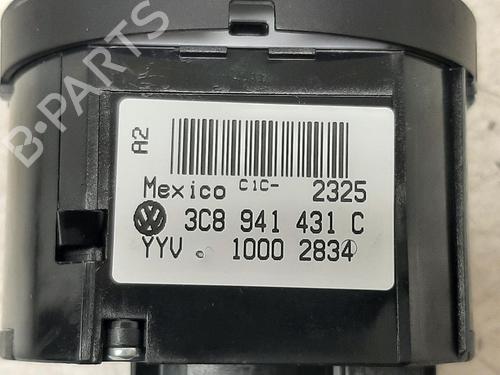 B-PARTS
A2
Mexico C1C- 2325
3C8 941 431 C
YYV . 1000 2834